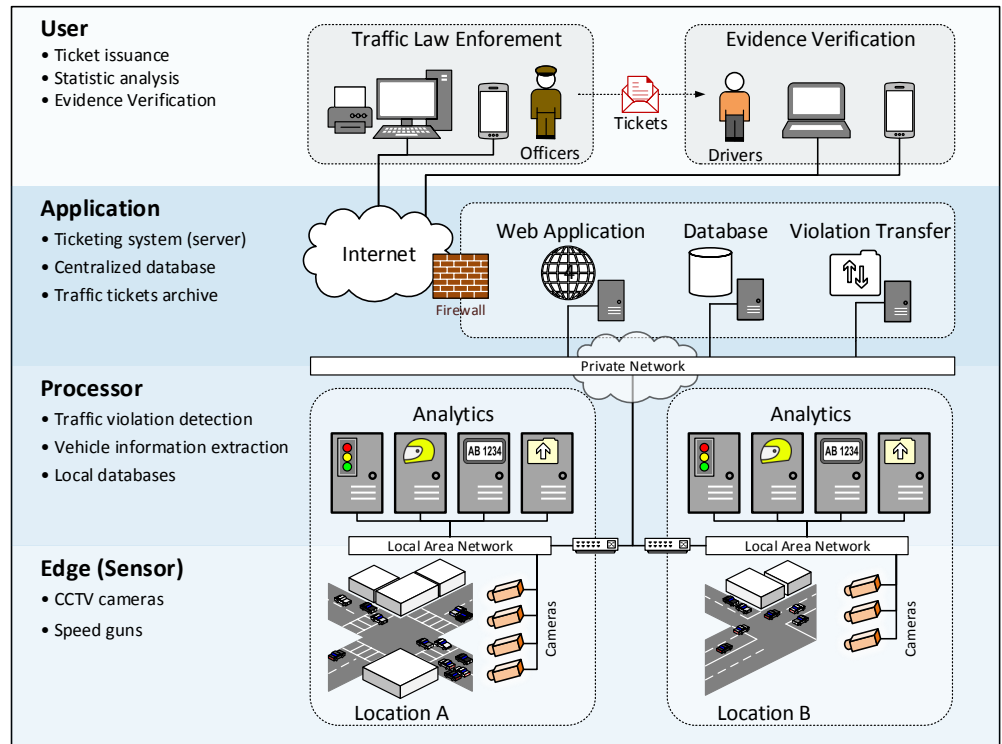 User
• Ticket issuance
• Statistic analysis
• Evidence Verification
Traffic Law Enforement
Officers
Tickets
Evidence Verification
Drivers
Application
• Ticketing system (server)
• Centralized database
• Traffic tickets archive
Internet
Firewall
Web Application
4
Database
Violation Transfer
Private Network
Processor
• Traffic violation detection
• Vehicle information extraction
• Local databases
Analytics
AB 1234
Local Area Network
Analytics
AB 1234
Local Area Network
Edge (Sensor)
• CCTV cameras
• Speed guns
Cameras
Location A
Cameras
Location B